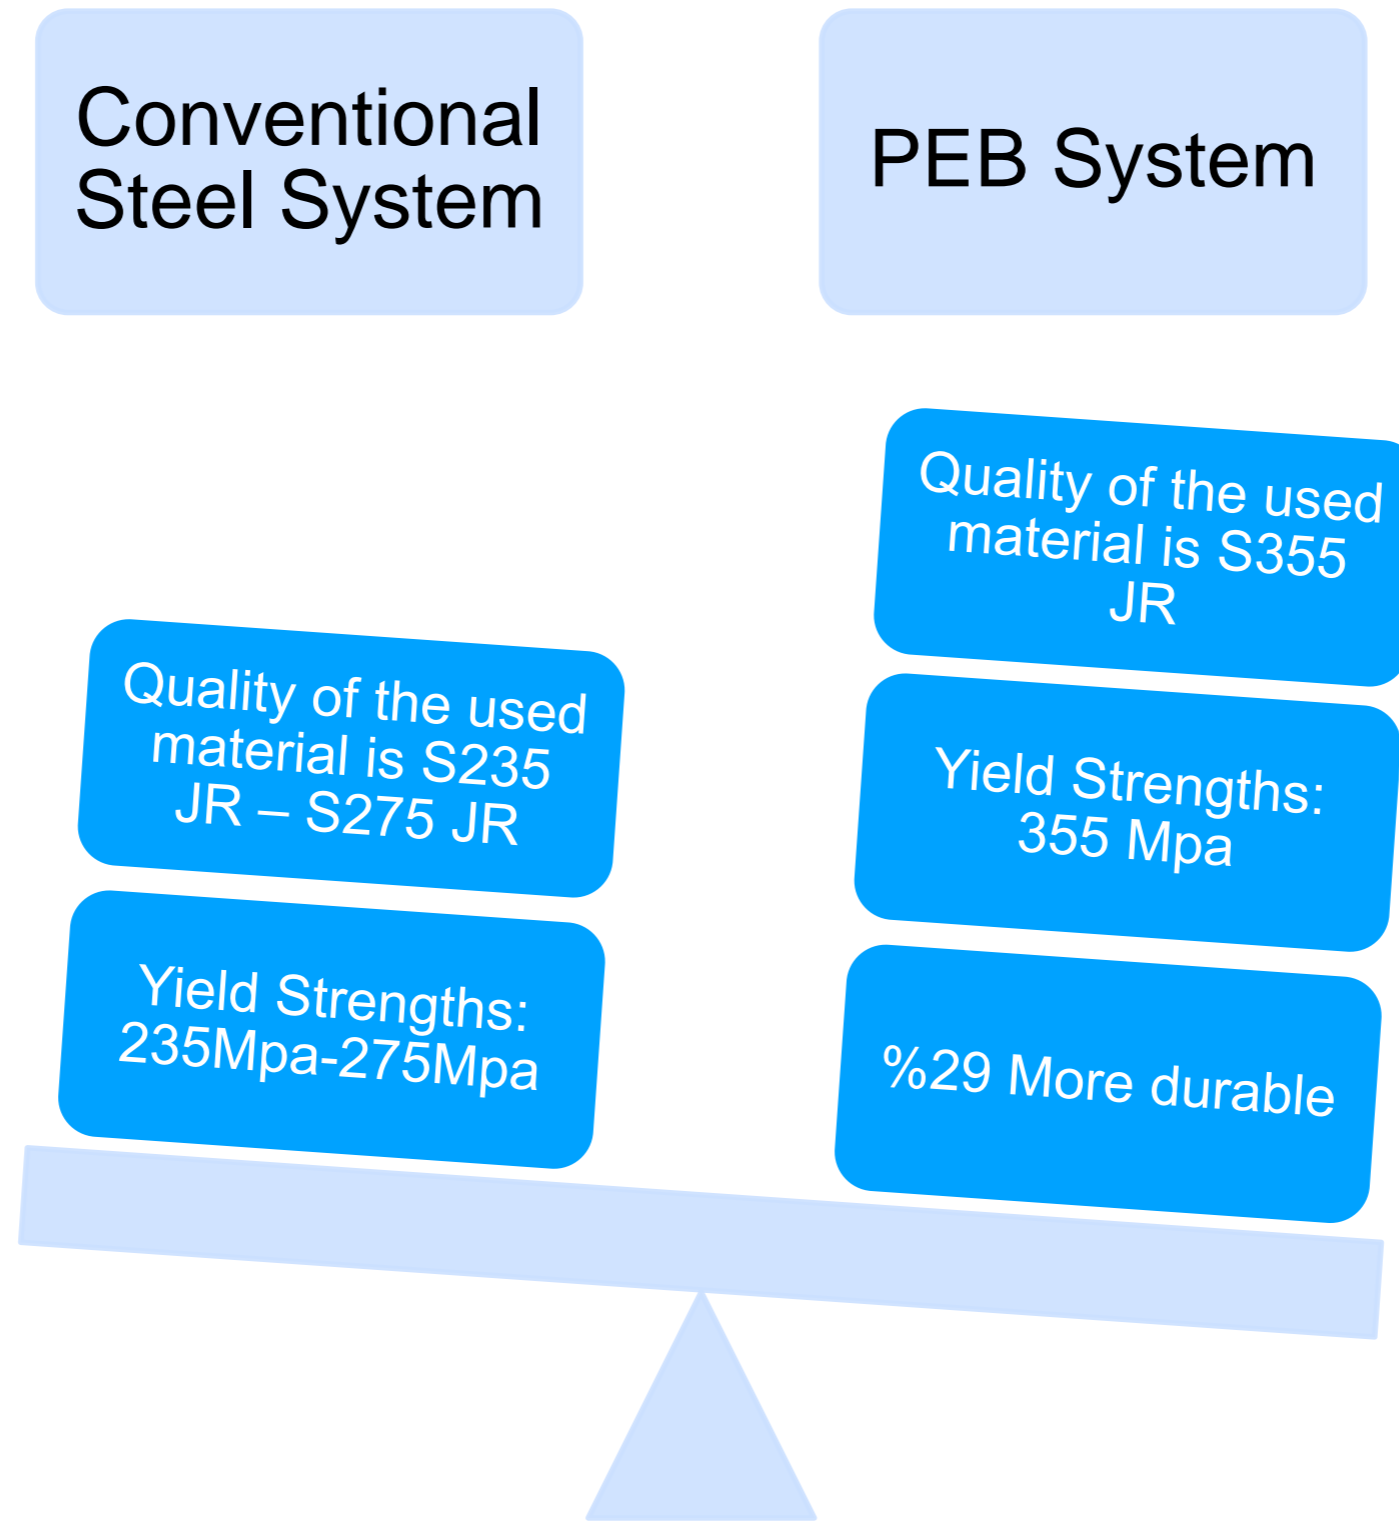 Conventional
Steel System
PEB System
Quality of the used
material is S235
JR – S275 JR
Yield Strengths:
235Mpa-275Mpa
Quality of the used
material is S355
JR
Yield Strengths:
355 Mpa
%29 More durable